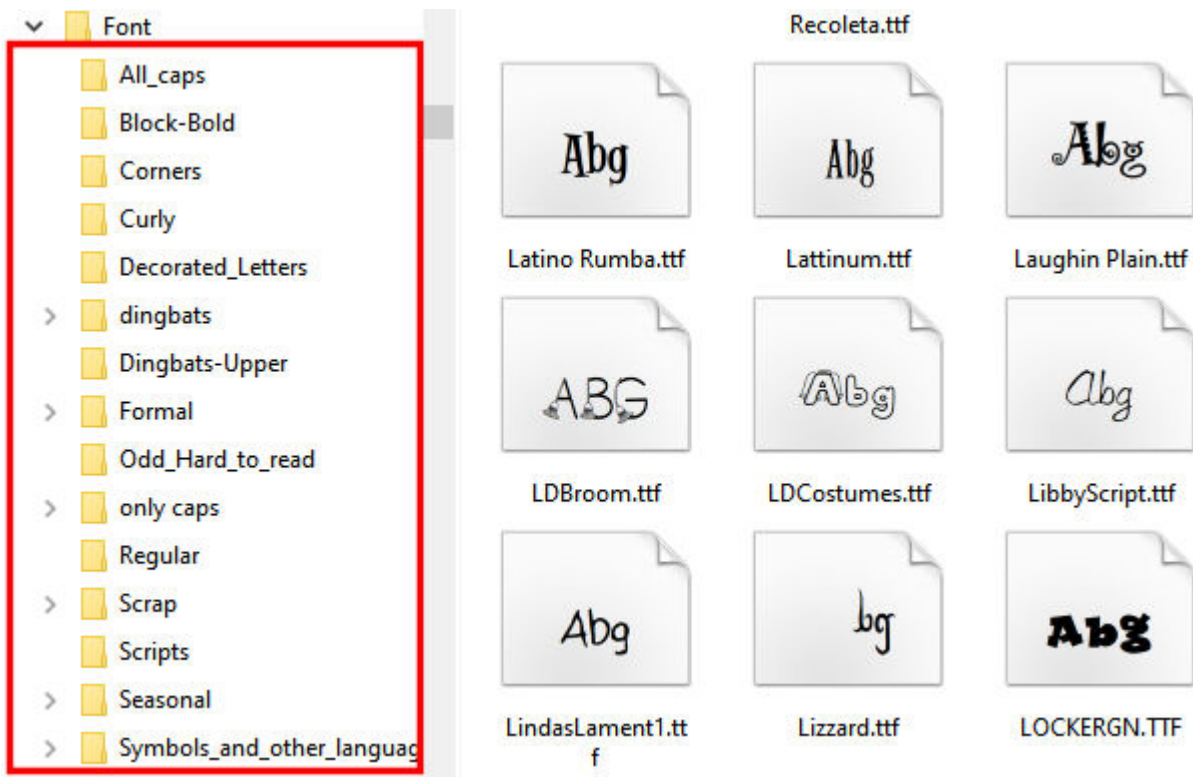 Font
All_caps
Block-Bold
Corners
Curly
Decorated_Letters
dingbats
Dingbats-Upper
Formal
Odd_Hard_to_read
only caps
Regular
Scrap
Scripts
Seasonal
Symbols_and_other_languag
Recoleta.ttf
Abg Abg Abg
Latino Rumba.ttf Lattinum.ttf Laughin Plain.ttf
ABG Abg Abg
LDBroom.ttf LDCostumes.ttf LibbyScript.ttf
Abg bg Abg
LindasLament1.tt Lizzard.ttf LOCKERGN.TTF
f